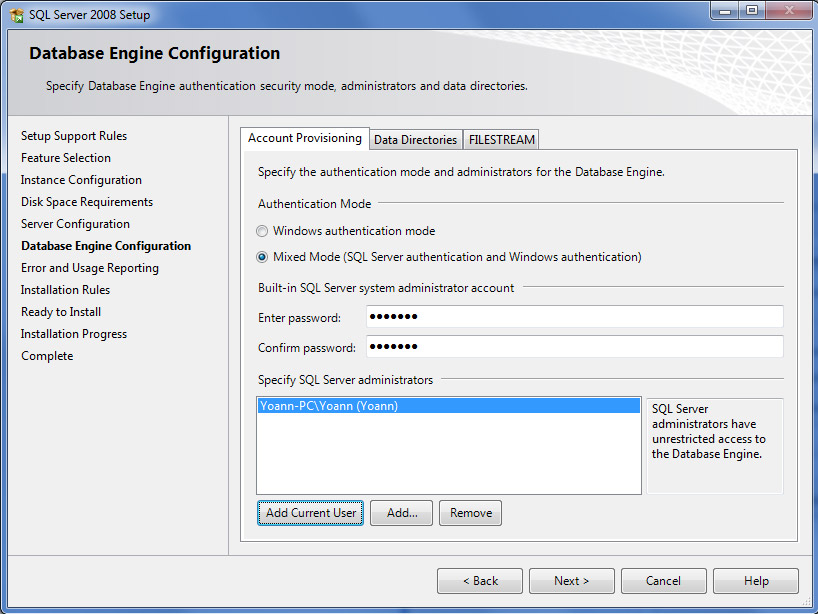 SQL Server 2008 Setup
Database Engine Configuration
Specify Database Engine authentication security mode, administrators and data directories.
Setup Support Rules
Feature Selection
Instance Configuration
Disk Space Requirements
Server Configuration
Database Engine Configuration
Error and Usage Reporting
Installation Rules
Ready to Install
Installation Progress
Complete
Account Provisioning
Data Directories
FILESTREAM
Specify the authentication mode and administrators for the Database Engine.
Authentication Mode
Windows authentication mode
Mixed Mode (SQL Server authentication and Windows authentication)
Built-in SQL Server system administrator account
Enter password: ●●●●●●●
Confirm password: ●●●●●●●
Specify SQL Server administrators
Yoann-PC\Yoann (Yoann)
SQL Server
administrators have
unrestricted access to
the Database Engine.
Add Current User
Add...
Remove
< Back
Next >
Cancel
Help